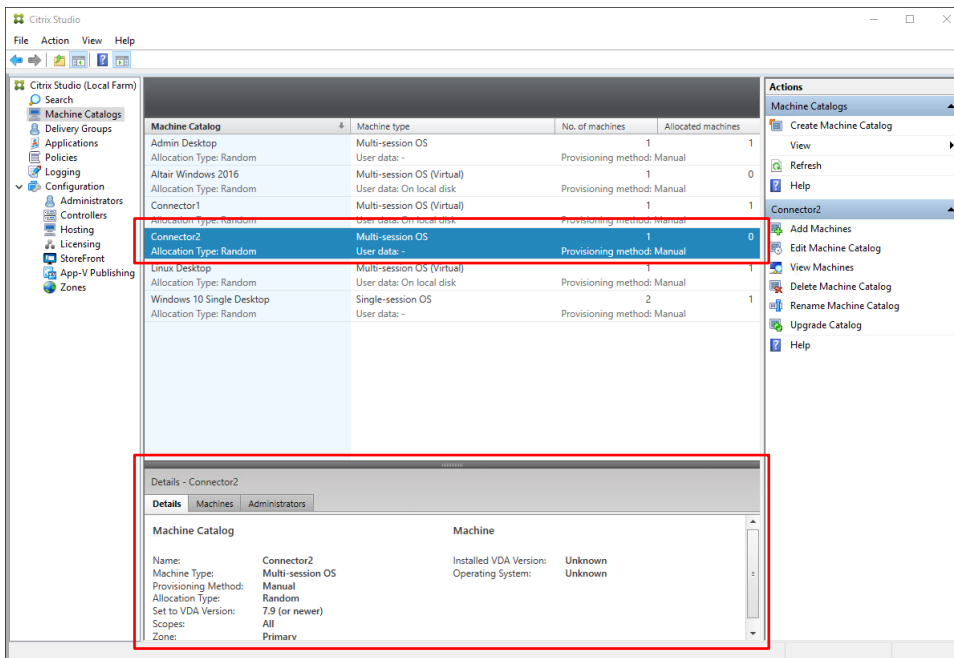 Citrix Studio
File Action View Help
Citrix Studio (Local Farm)
Search
Machine Catalogs
Delivery Groups
Applications
Policies
Logging
Configuration
Administrators
Controllers
Hosting
Licensing
StoreFront
App-V Publishing
Zones
Machine Catalog Machine type No. of machines Allocated machines
Admin Desktop Multi-session OS 1 1
Allocation Type: Random User data: - Provisioning method: Manual
Altair Windows 2016 Multi-session OS (Virtual) 1 0
Allocation Type: Random User data: On local disk Provisioning method: Manual
Connector1 Multi-session OS (Virtual) 1 1
Allocation Type: Random User data: On local disk Provisioning method: Manual
Connector2 Multi-session OS 1 0
Allocation Type: Random User data: - Provisioning method: Manual
Linux Desktop Multi-session OS (Virtual) 1 1
Allocation Type: Random User data: On local disk Provisioning method: Manual
Windows 10 Single Desktop Single-session OS 2 1
Allocation Type: Random User data: - Provisioning method: Manual
Details - Connector2
Details Machines Administrators
Machine Catalog Machine
Name: Connector2 Installed VDA Version: Unknown
Machine Type: Multi-session OS Operating System: Unknown
Provisioning Method: Manual
Allocation Type: Random
Set to VDA Version: 7.9 (or newer)
Scopes: All
Zone: Primary
Actions
Machine Catalogs
Create Machine Catalog
View
Refresh
Help
Connector2
Add Machines
Edit Machine Catalog
View Machines
Delete Machine Catalog
Rename Machine Catalog
Upgrade Catalog
Help